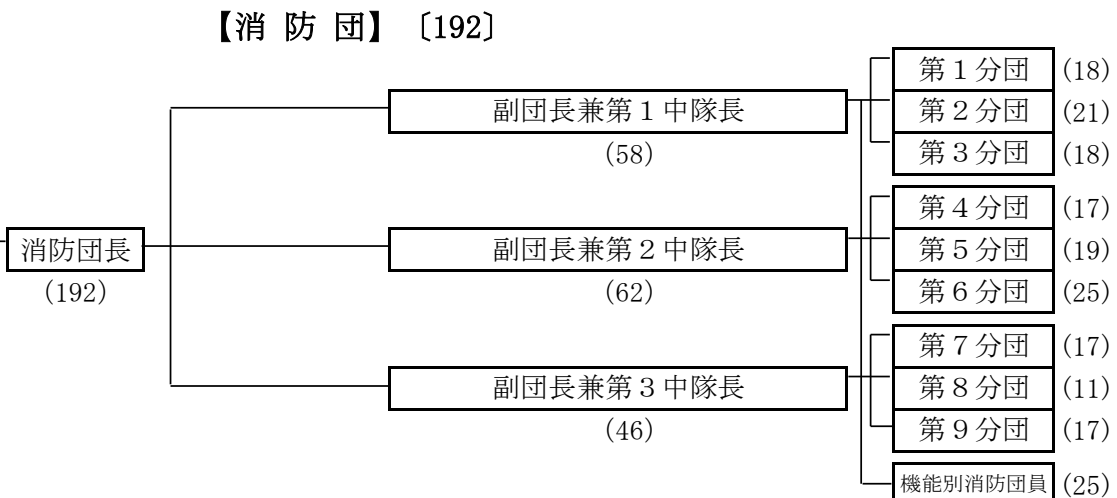 【消 防 団】〔192〕
消防団長
(192)
副団長兼第１中隊長
(58)
第１分団 (18)
第２分団 (21)
第３分団 (18)
副団長兼第２中隊長
(62)
第４分団 (17)
第５分団 (19)
第６分団 (25)
副団長兼第３中隊長
(46)
第７分団 (17)
第８分団 (11)
第９分団 (17)
機能別消防団員 (25)